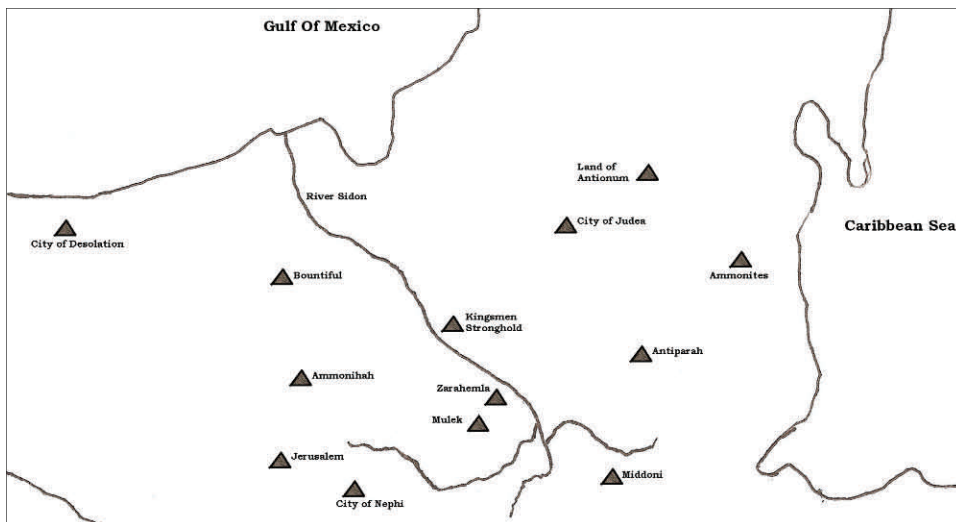 Gulf Of Mexico
Land of
Antionum
River Sidon
City of Judea
Caribbean Sea
City of Desolation
Bountiful
Ammonites
Kingsmen
Stronghold
Antiparah
Ammonihah
Zarahemla
Mulek
Jerusalem
Middoni
City of Nephi